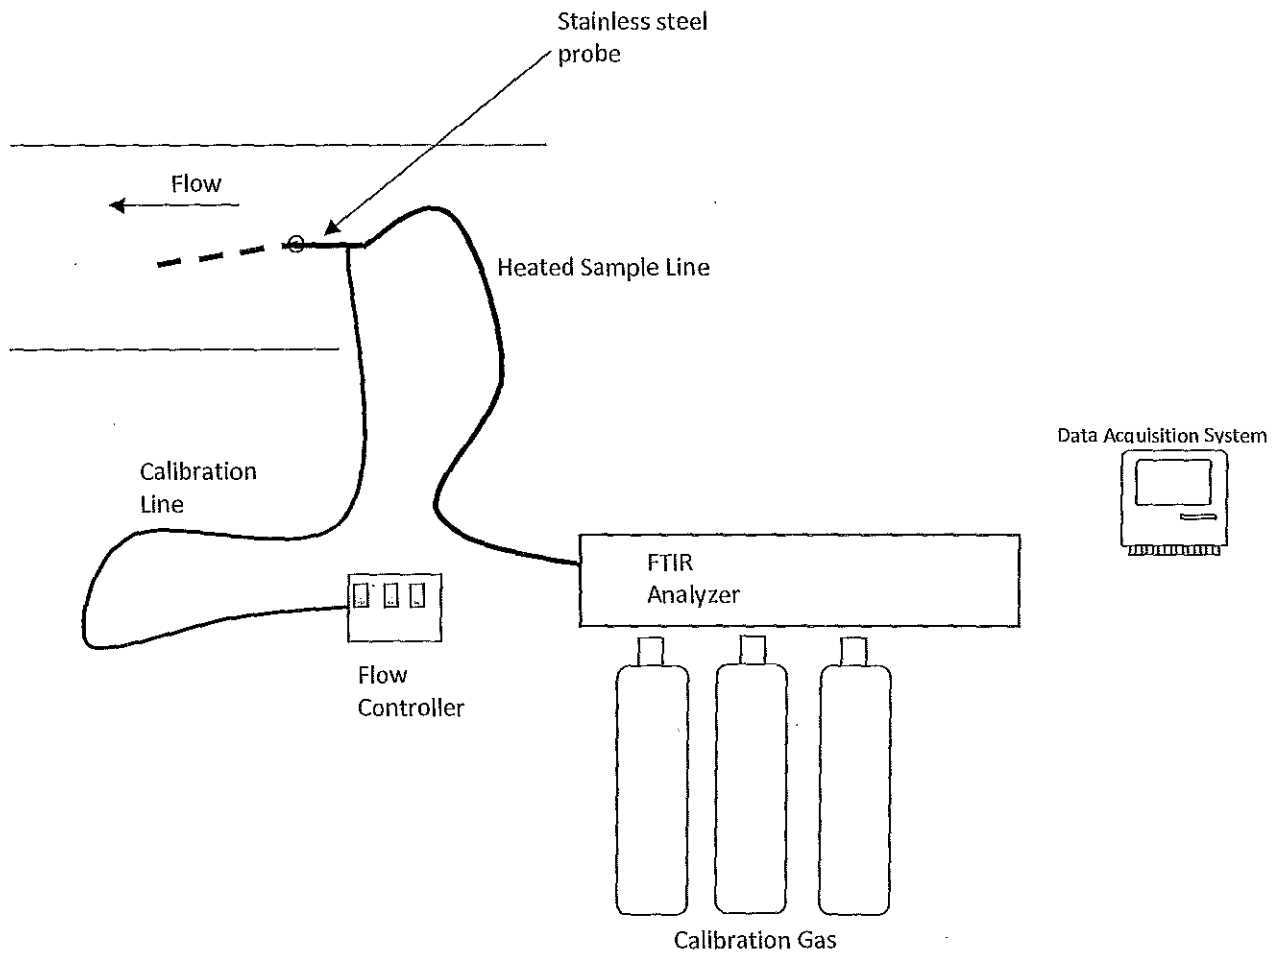 Stainless steel
probe
Flow
Heated Sample Line
Data Acquisition System
Calibration
Line
FTIR
Analyzer
Flow
Controller
Calibration Gas